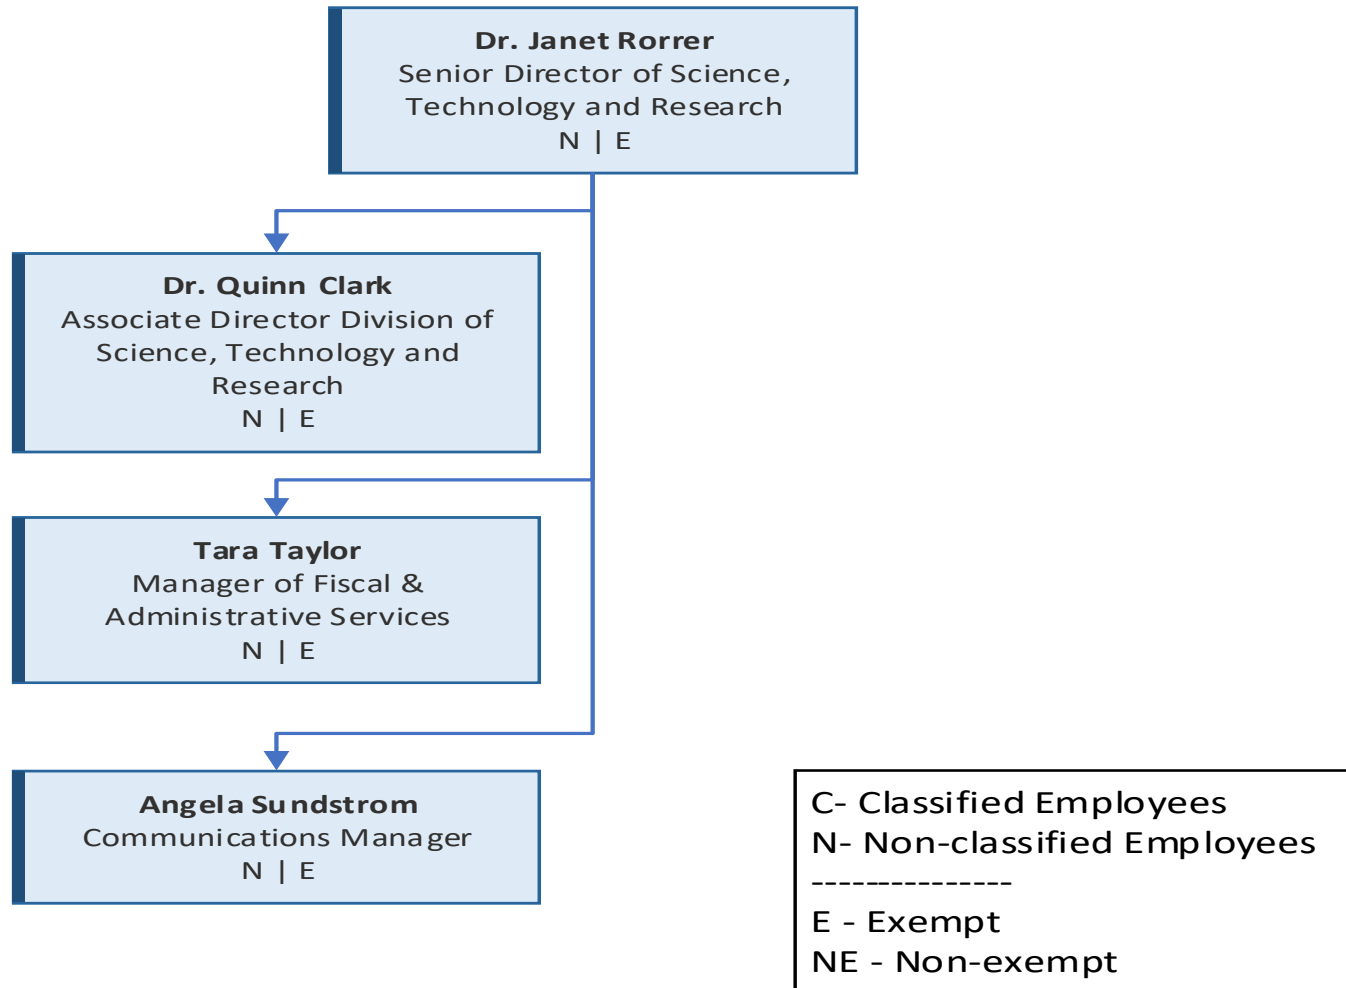 Dr. Janet Rorrer
Senior Director of Science,
Technology and Research
N | E
Dr. Quinn Clark
Associate Director Division of
Science, Technology and
Research
N | E
Tara Taylor
Manager of Fiscal &
Administrative Services
N | E
Angela Sundstrom
Communications Manager
N | E
C- Classified Employees
N- Non-classified Employees
---------------
E - Exempt
NE - Non-exempt